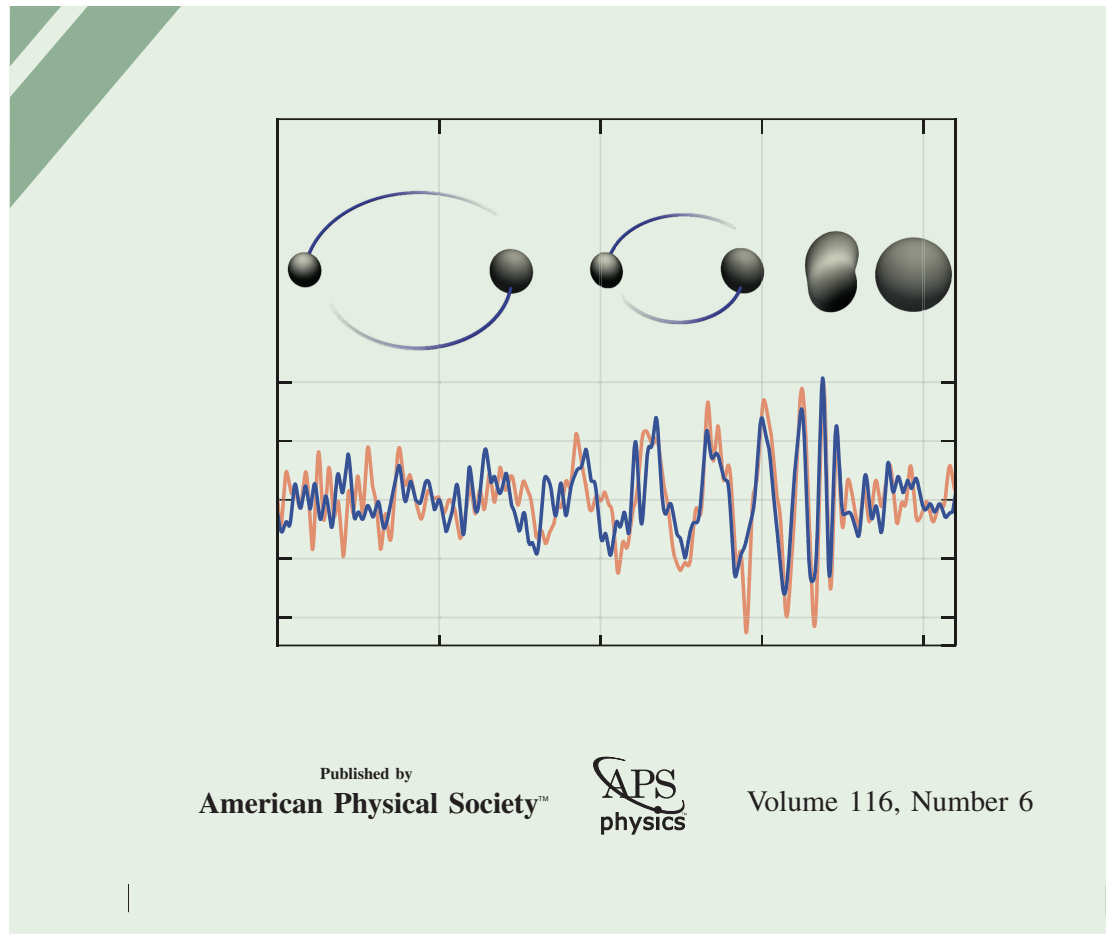 Published by
American Physical Society™
APS
physics
Volume 116, Number 6